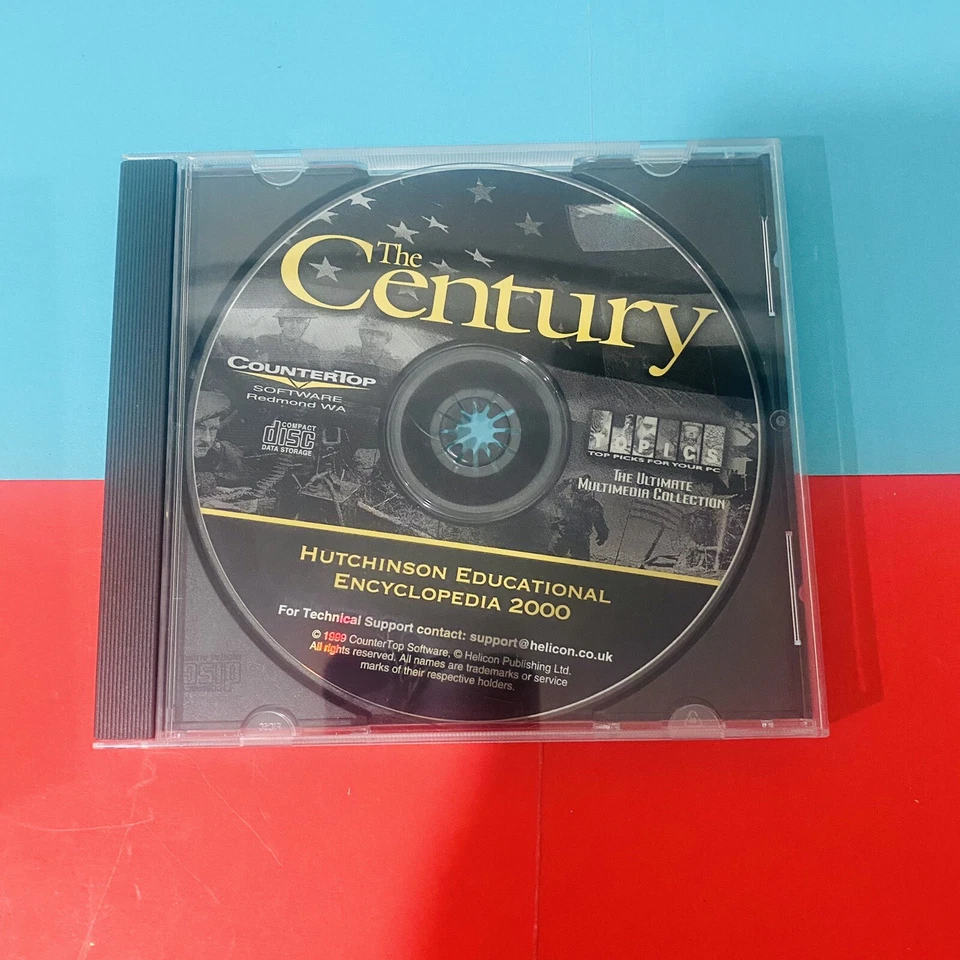 The
Century
COUNTERTOP
SOFTWARE
Redmond WA
COMPACT
disc
DATA STORAGE
TOPICS
TOP PICKS FOR YOUR PC
THE ULTIMATE
MULTIMEDIA COLLECTION
HUTCHINSON EDUCATIONAL
ENCYCLOPEDIA 2000
For Technical Support contact: support@helicon.co.uk
© 1999 CounterTop Software, © Helicon Publishing Ltd.
All rights reserved. All names are trademarks or service
marks of their respective holders.
disc